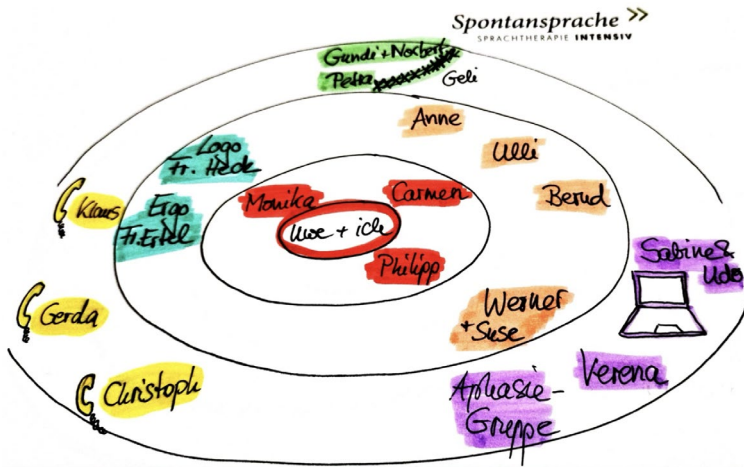 Spontansprache
SPRACHTHERAPIE INTENSIV
Gundi + Norbert
Petra
Geli
Anne
Ulli
Bernd
Logo
Fr. Heck
Ergo
Fr. Ertel
Monika
Carmen
Uwe + ich
Philipp
Klaus
Gerda
Christoph
Werner
+ Suse
Sabine &
Udo
Verena
Aphasie-
Gruppe